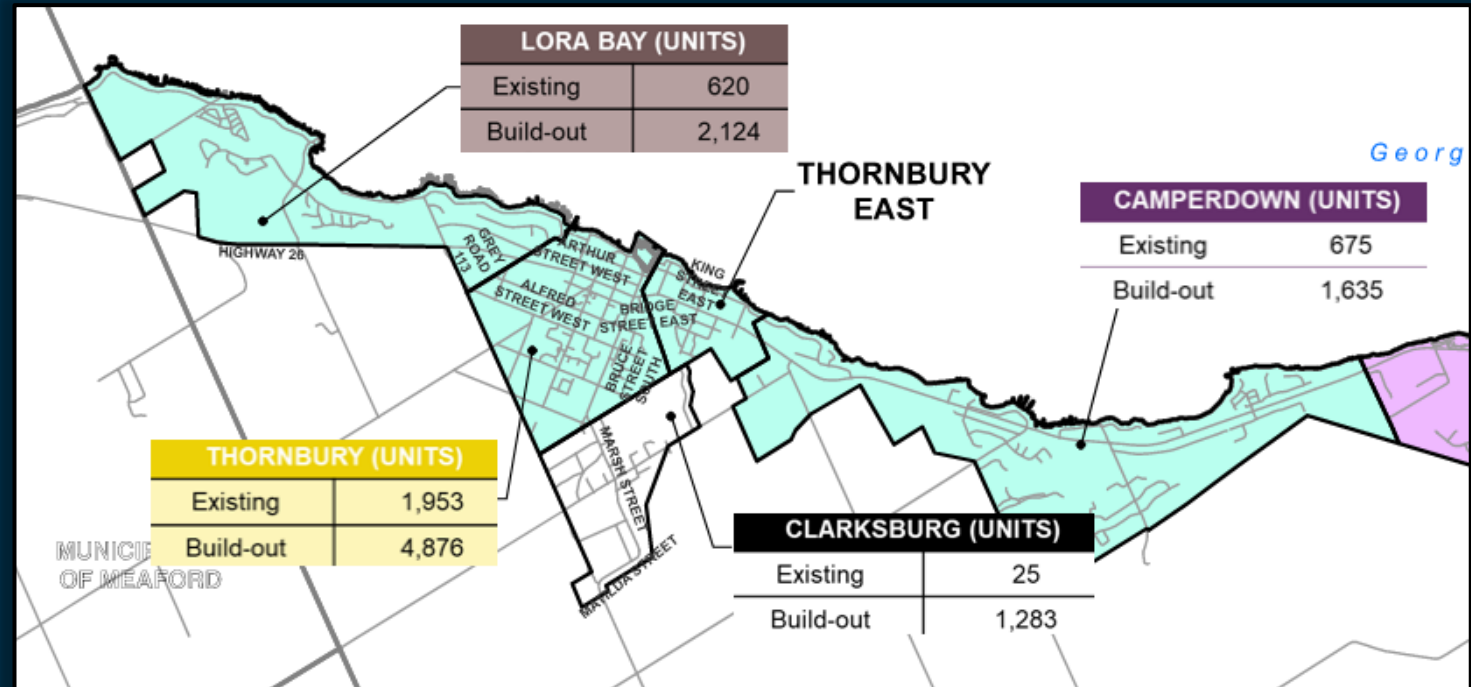 LORA BAY (UNITS)
Existing 620
Build-out 2,124
THORNBURY
EAST
Georg
CAMPERDOWN (UNITS)
Existing 675
Build-out 1,635
HIGHWAY 26
GREY
ROAD
113
ARTHUR
STREET WEST
KING
STREET
EAST
ALFRED
STREET WEST
BRIDGE
STREET EAST
BRUCE
STREET
SOUTH
MARSH STREET
THORNBURY (UNITS)
Existing 1,953
Build-out 4,876
MUNICIP
OF MEAFORD
CLARKSBURG (UNITS)
Existing 25
Build-out 1,283
MATILDA STREET